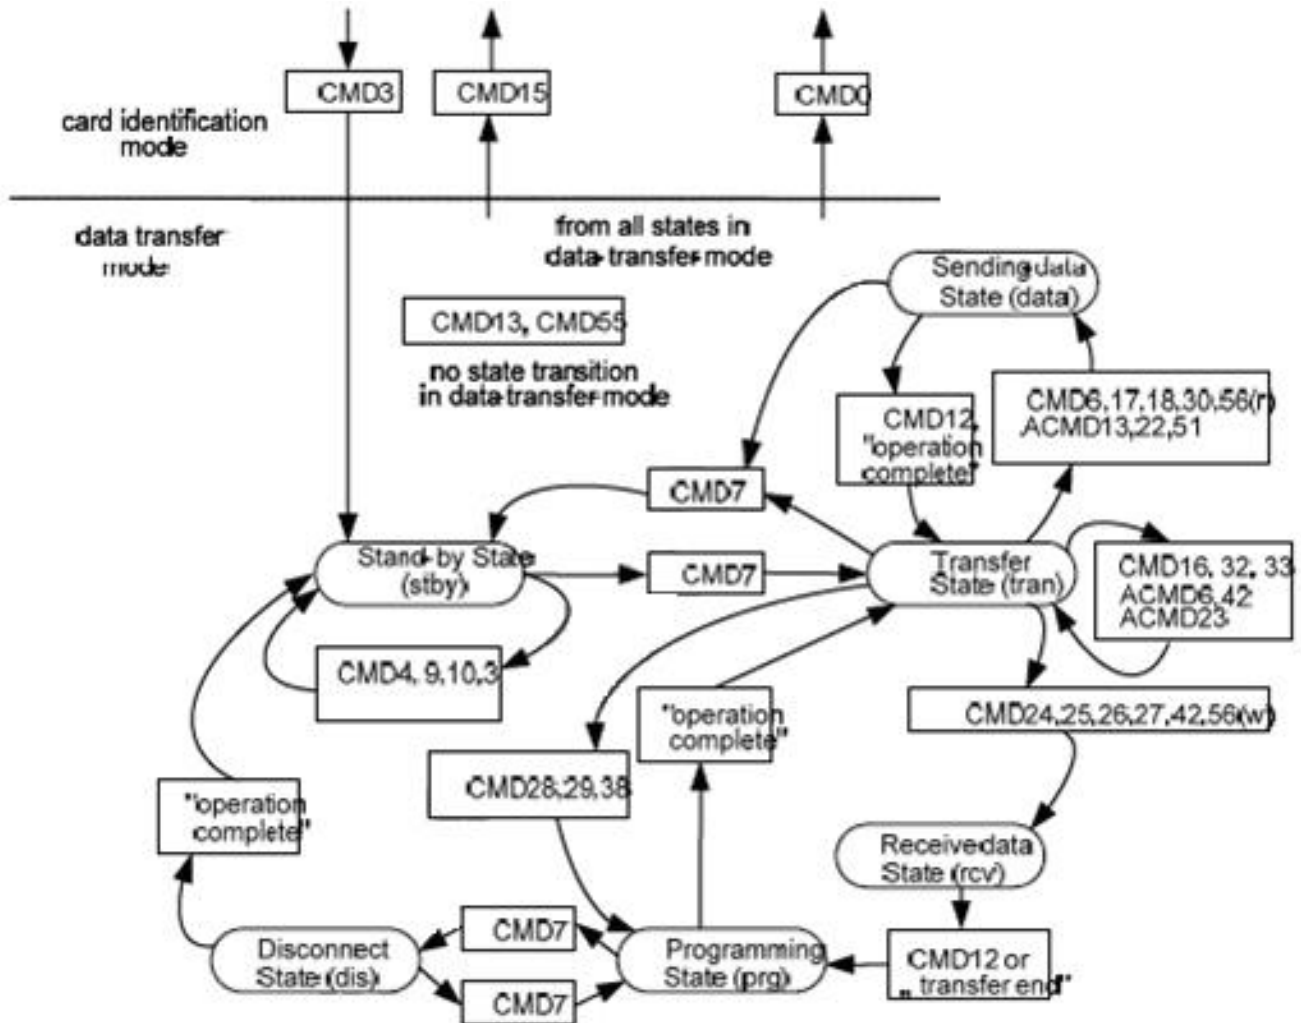 CMD3
CMD15
CMD0
card identification
mode
data transfer
mode
from all states in
data-transfer-mode
Sending data
State (data)
CMD13, CMD55
no state transition
in data-transfer-mode
CMD12,
"operation
complete"
CMD6,17,18,30,56(r)
ACMD13,22,51
CMD7
Stand-by State
(stby)
CMD7
Transfer
State (tran)
CMD16, 32, 33
ACMD6,42
ACMD23
CMD4, 9,10,3
"operation
complete"
CMD24,25,26,27,42,56(w)
CMD28,29,38
"operation
complete"
Receive-data
State (rcv)
CMD7
Disconnect
State (dis)
Programming
State (prg)
CMD12 or
„ transfer end"
CMD7